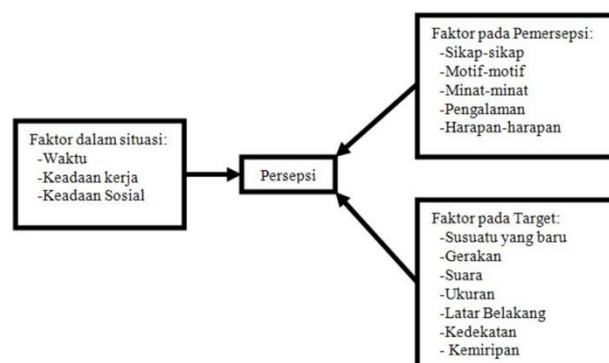 Faktor dalam situasi:
-Waktu
-Keadaan kerja
-Keadaan Sosial
Persepsi
Faktor pada Pemersepsi:
-Sikap-sikap
-Motif-motif
-Minat-minat
-Pengalaman
-Harapan-harapan
Faktor pada Target:
-Susuatu yang baru
-Gerakan
-Suara
-Ukuran
-Latar Belakang
-Kedekatan
- Kemiripan